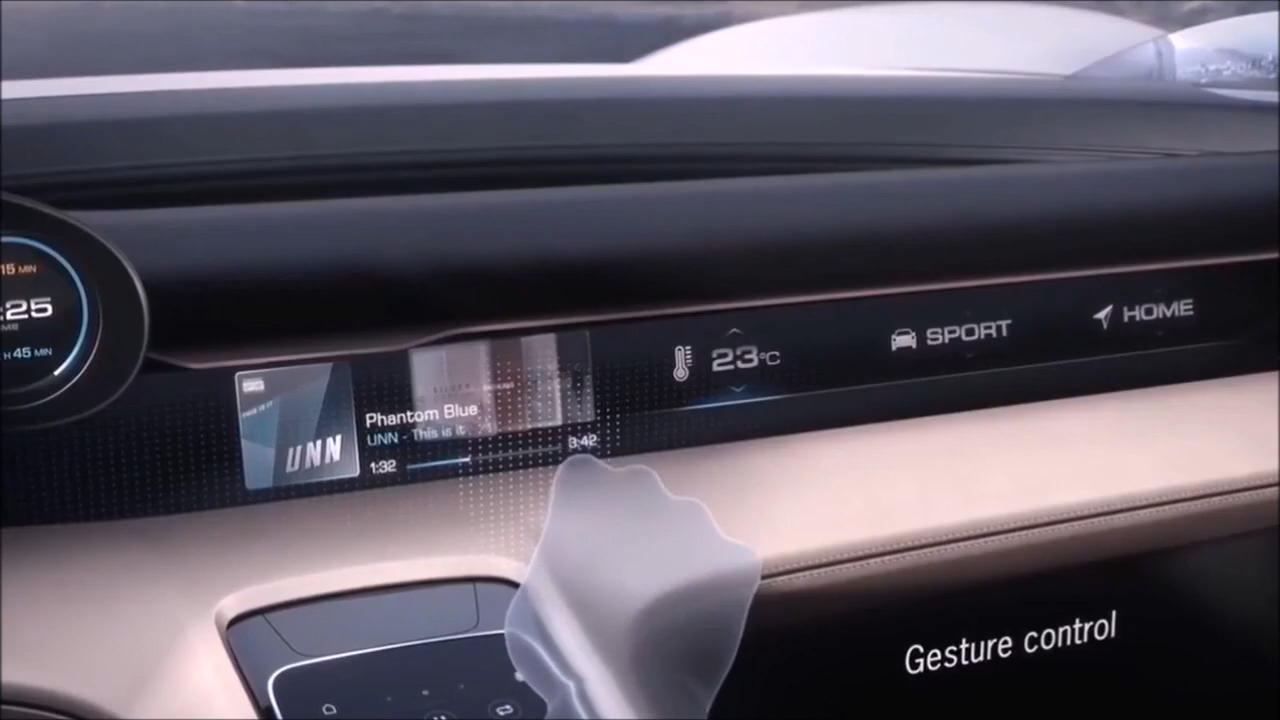 15 MIN
:25
H 45 MIN
UNN
Phantom Blue
UNN - This is it
1:32
3:42
SILVER
23°C
SPORT
HOME
Gesture control